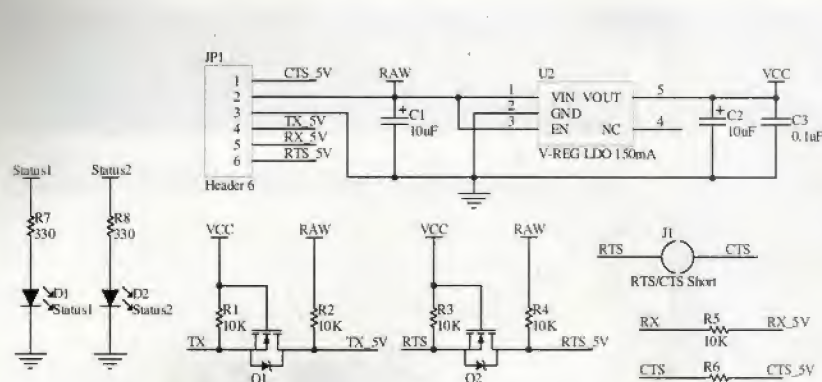 JP1
1 CTS_5V
2
3
4 TX_5V
5 RX_5V
6 RTS_5V
Header 6
RAW
C1
10uF
U2
1 VIN VOUT 5
2 GND
3 EN NC 4
V-REG LDO 150mA
VCC
C2
10uF
C3
0.1uF
Status1
R7
330
D1
Status1
Status2
R8
330
D2
Status2
VCC
R1
10K
TX
Q1
RAW
R2
10K
TX_5V
VCC
R3
10K
RTS
Q2
RAW
R4
10K
RTS_5V
J1
RTS CTS
RTS/CTS Short
RX R5 RX_5V
10K
CTS R6 CTS_5V